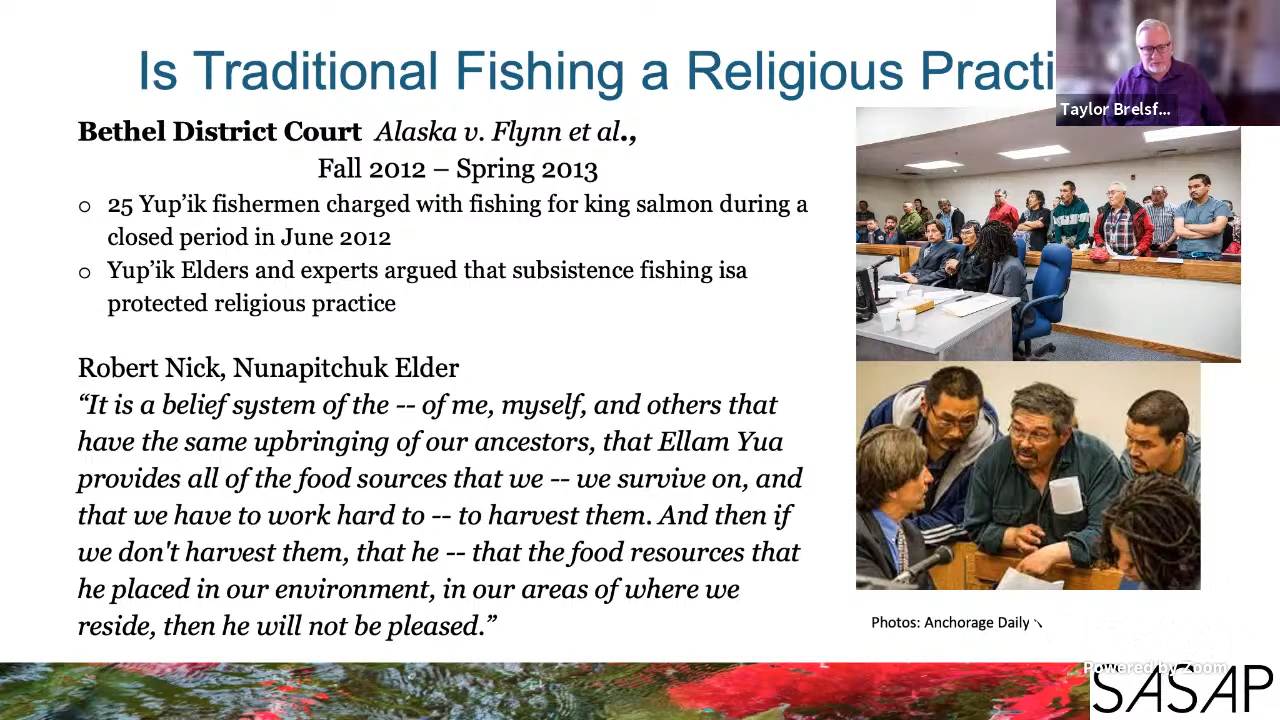 Is Traditional Fishing a Religious Practi
Taylor Brelsf...
Bethel District Court Alaska v. Flynn et al.,
Fall 2012 – Spring 2013
○ 25 Yup’ik fishermen charged with fishing for king salmon during a
closed period in June 2012
○ Yup’ik Elders and experts argued that subsistence fishing isa
protected religious practice
Robert Nick, Nunapitchuk Elder
“It is a belief system of the -- of me, myself, and others that
have the same upbringing of our ancestors, that Ellam Yua
provides all of the food sources that we -- we survive on, and
that we have to work hard to -- to harvest them. And then if
we don't harvest them, that he -- that the food resources that
he placed in our environment, in our areas of where we
reside, then he will not be pleased.”
Photos: Anchorage Daily
Powered by Zoom
SASAP